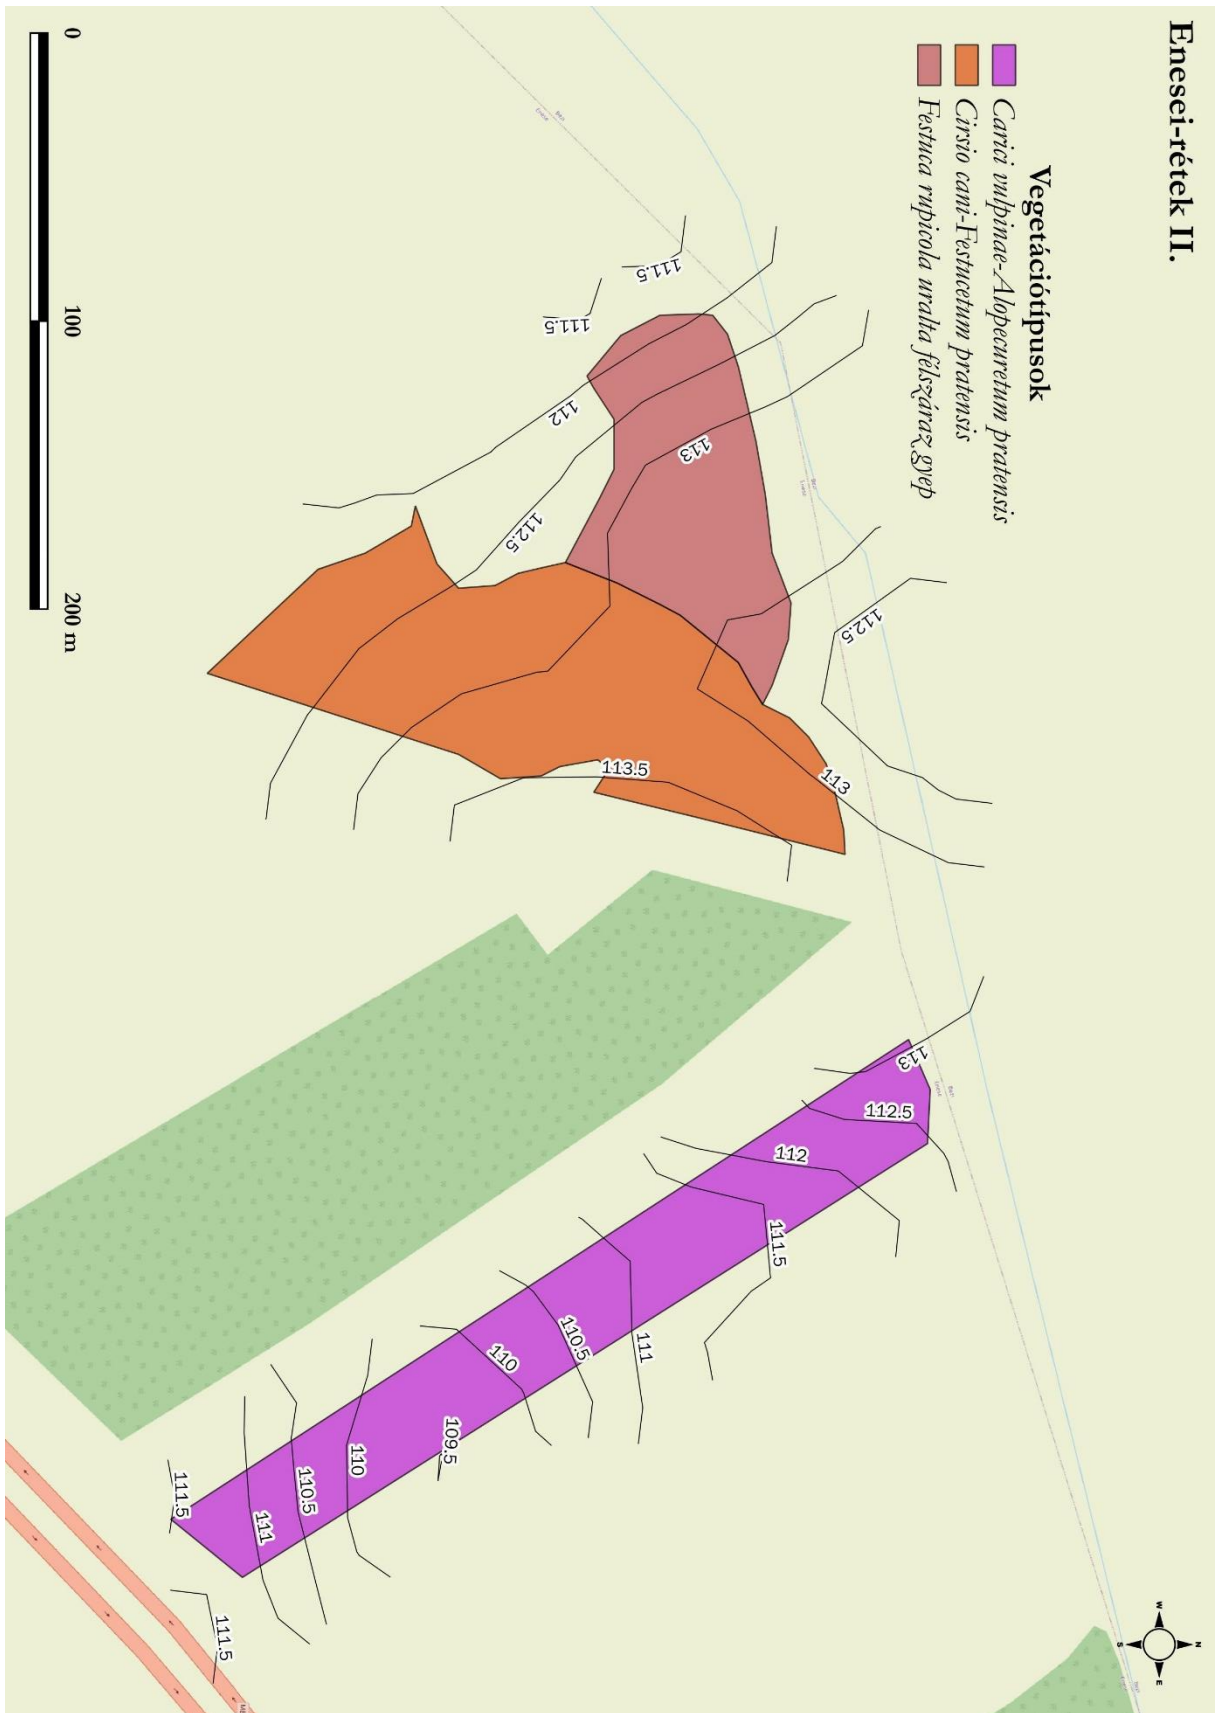 Enesei-rétek II.
Vegetációtípusok
Carici vulpinae-Alopecuretum pratensis
Cirsio cani-Festucetum pratensis
Festuca rupicola uralta félszáraz gyep
0
100
200 m
111.5
111.5
112
113
112.5
112.5
113.5
113
113
112.5
112
111.5
111
110.5
110
109.5
110
110.5
111
111.5
111.5
N
W
E
S